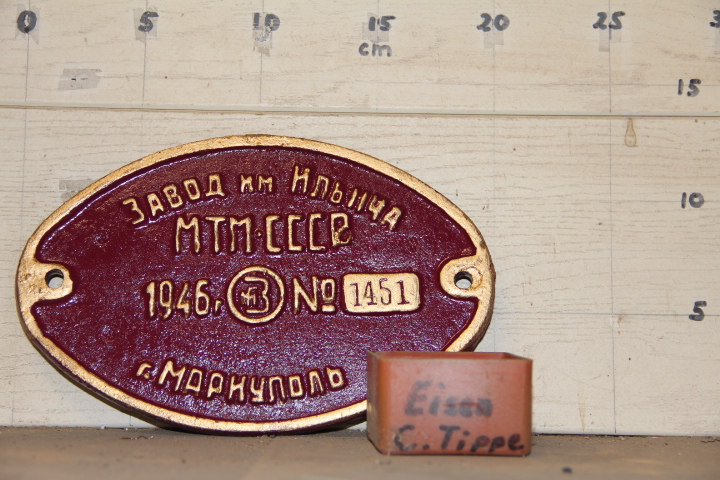 0 5 10 15 20 25
cm
15
10
5
ЗАВОД им ИЛЬИЧА
МТМ·СССР
1946г. № 1451
г. МАРИУПОЛЬ
Eisen
C. Tippe